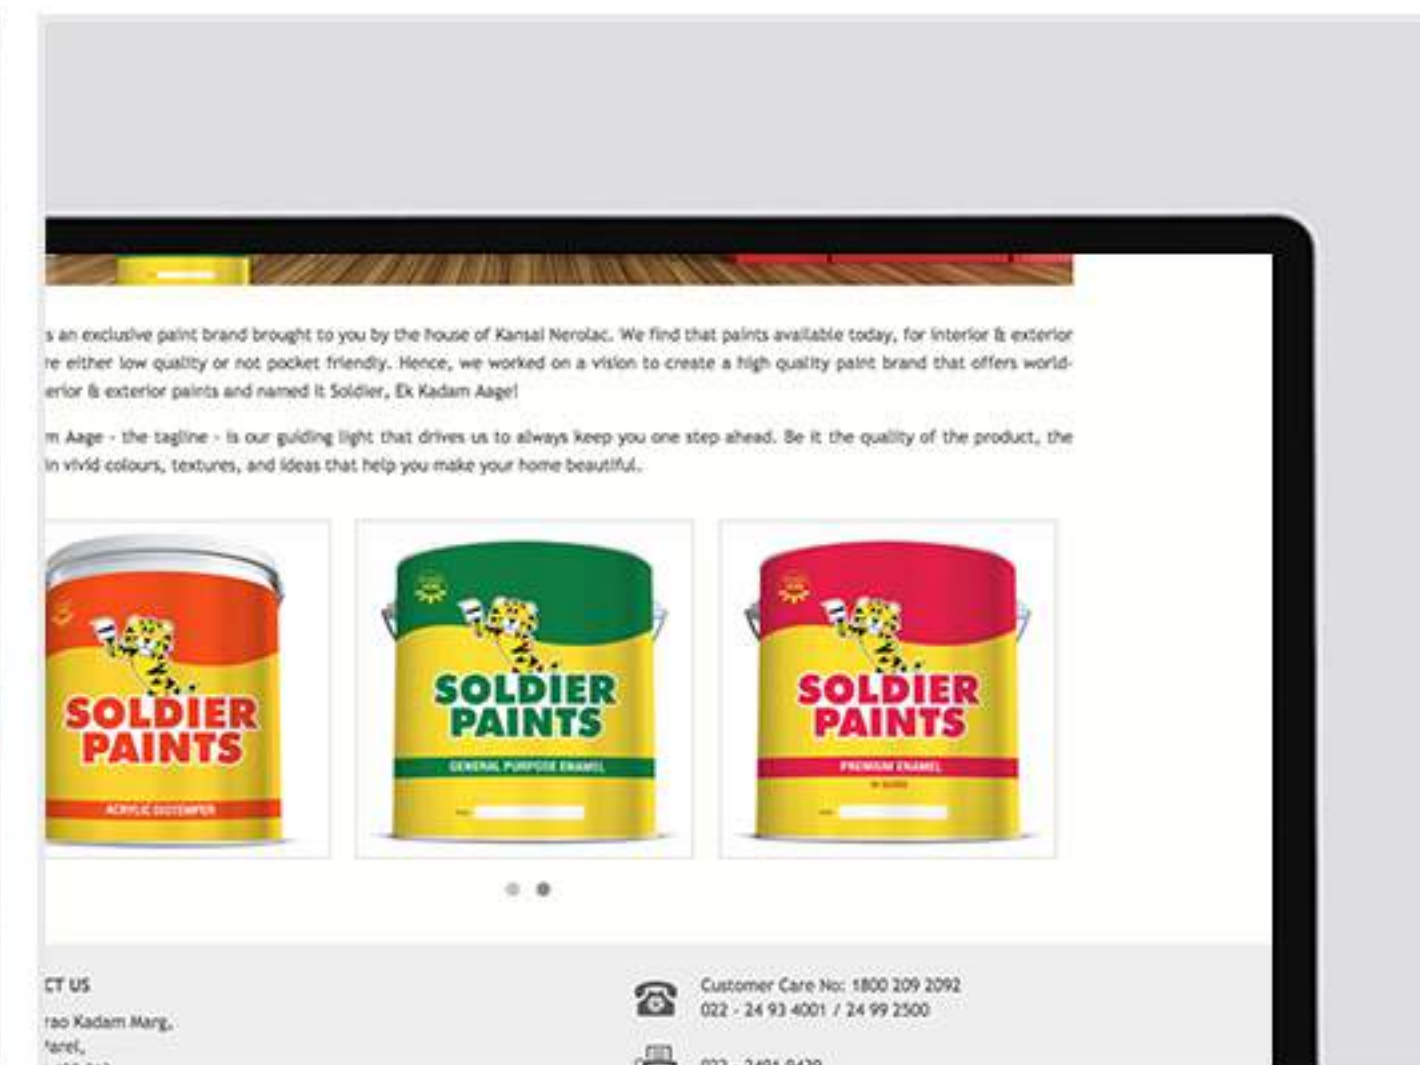 s an exclusive paint brand brought to you by the house of Kansai Nerolac. We find that paints available today, for interior & exterior
re either low quality or not pocket friendly. Hence, we worked on a vision to create a high quality paint brand that offers world-
erior & exterior paints and named it Soldier, Ek Kadam Aage!
m Aage - the tagline - is our guiding light that drives us to always keep you one step ahead. Be it the quality of the product, the
in vivid colours, textures, and ideas that help you make your home beautiful.
SOLDIER
PAINTS
ACRYLIC DISTEMPER
SOLDIER
PAINTS
GENERAL PURPOSE ENAMEL
SOLDIER
PAINTS
PREMIUM ENAMEL
CT US
rao Kadam Marg,
Parel,
Customer Care No: 1800 209 2092
022 - 24 93 4001 / 24 99 2500